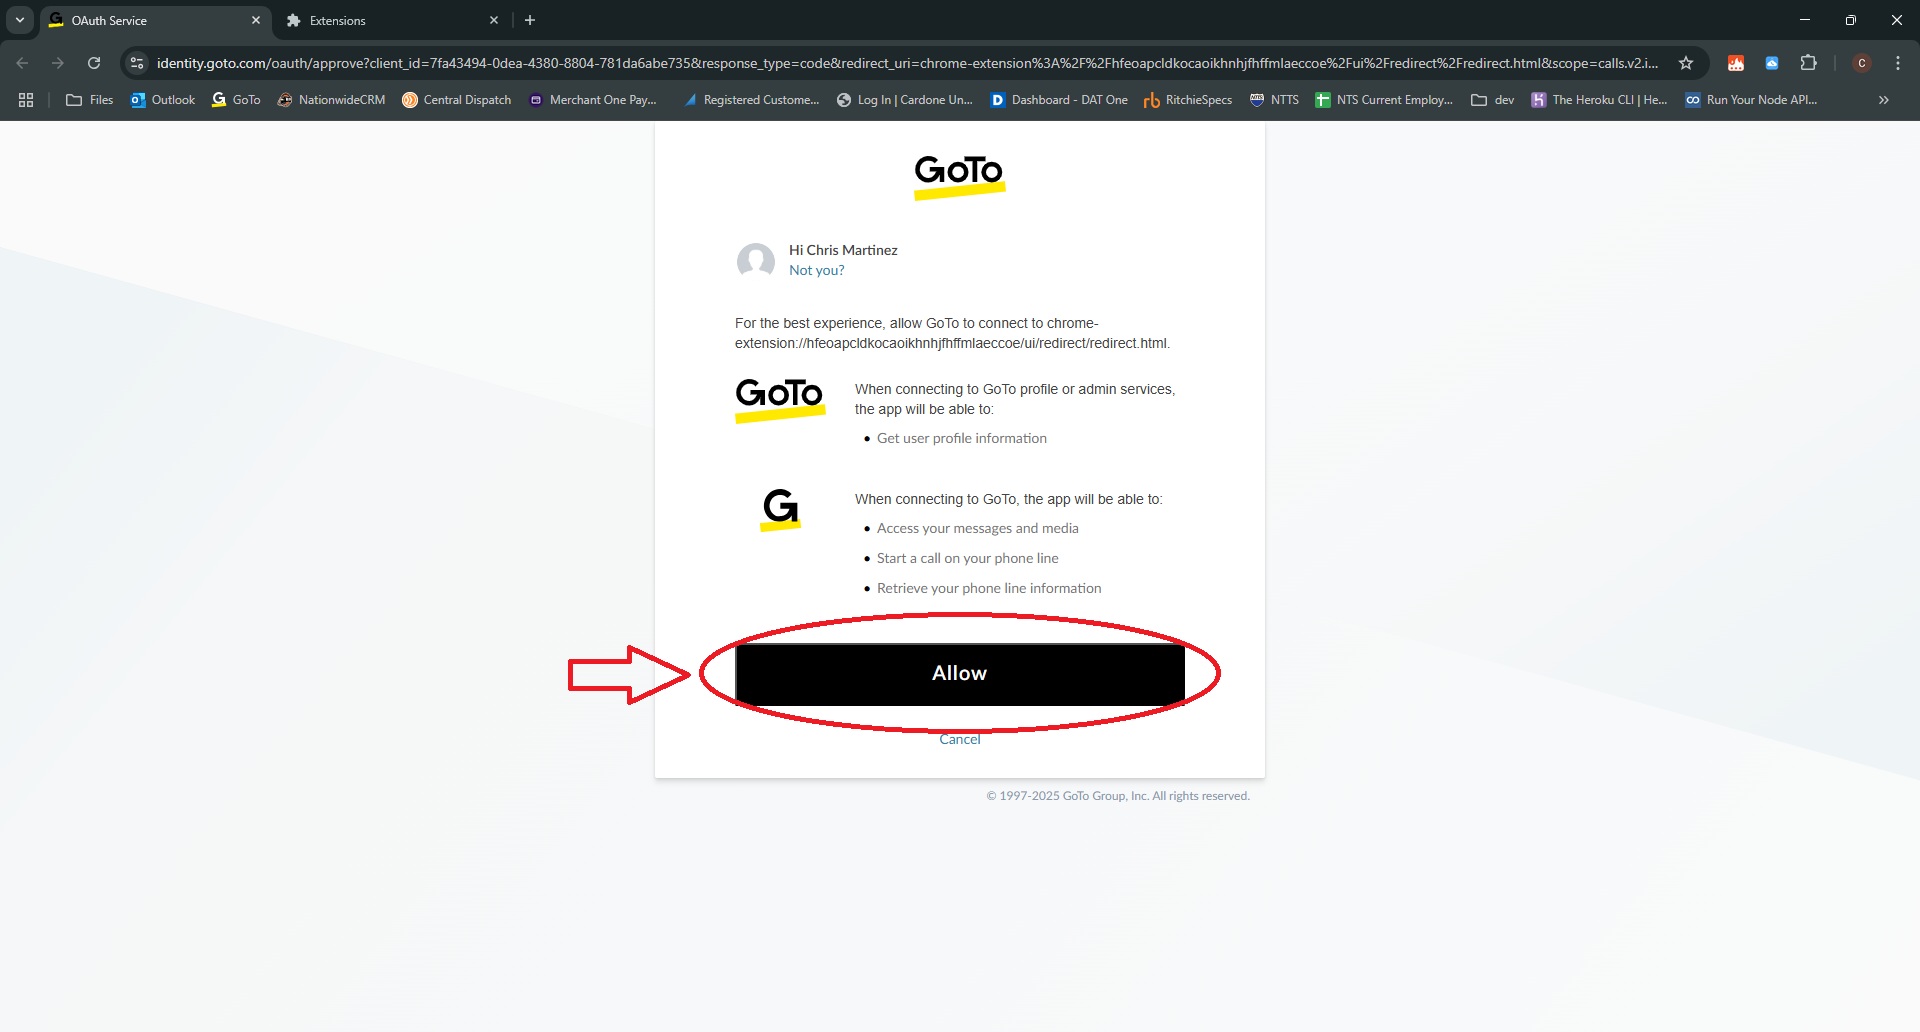 OAuth Service
Extensions
identity.goto.com/oauth/approve?client_id=7fa43494-0dea-4380-8804-781da6abe735&response_type=code&redirect_uri=chrome-extension%3A%2F%2Fhfeoapcldkocaoikhnhjfhffmlaeccoe%2Fui%2Fredirect%2Fredirect.html&scope=calls.v2.i...
C
Files
Outlook
GoTo
NationwideCRM
Central Dispatch
Merchant One Pay...
Registered Custome...
Log In | Cardone Un...
Dashboard - DAT One
RitchieSpecs
NTTS
NTS Current Employ...
dev
The Heroku CLI | He...
Run Your Node API...
GoTo
Hi Chris Martinez
Not you?
For the best experience, allow GoTo to connect to chrome-
extension://hfeoapcldkocaoikhnhjfhffmlaeccoe/ui/redirect/redirect.html.
GoTo
When connecting to GoTo profile or admin services,
the app will be able to:
• Get user profile information
G
When connecting to GoTo, the app will be able to:
• Access your messages and media
• Start a call on your phone line
• Retrieve your phone line information
Allow
Cancel
© 1997-2025 GoTo Group, Inc. All rights reserved.